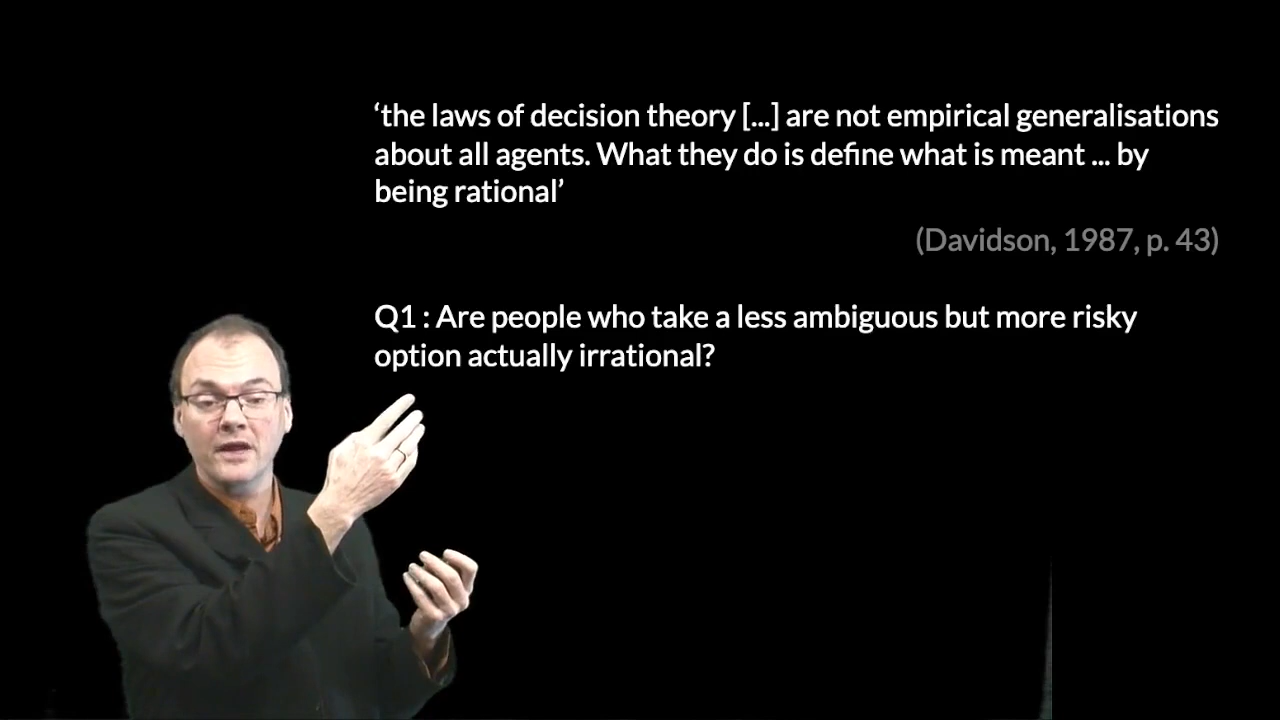 ‘the laws of decision theory [...] are not empirical generalisations
about all agents. What they do is define what is meant ... by
being rational’
(Davidson, 1987, p. 43)
Q1 : Are people who take a less ambiguous but more risky
option actually irrational?